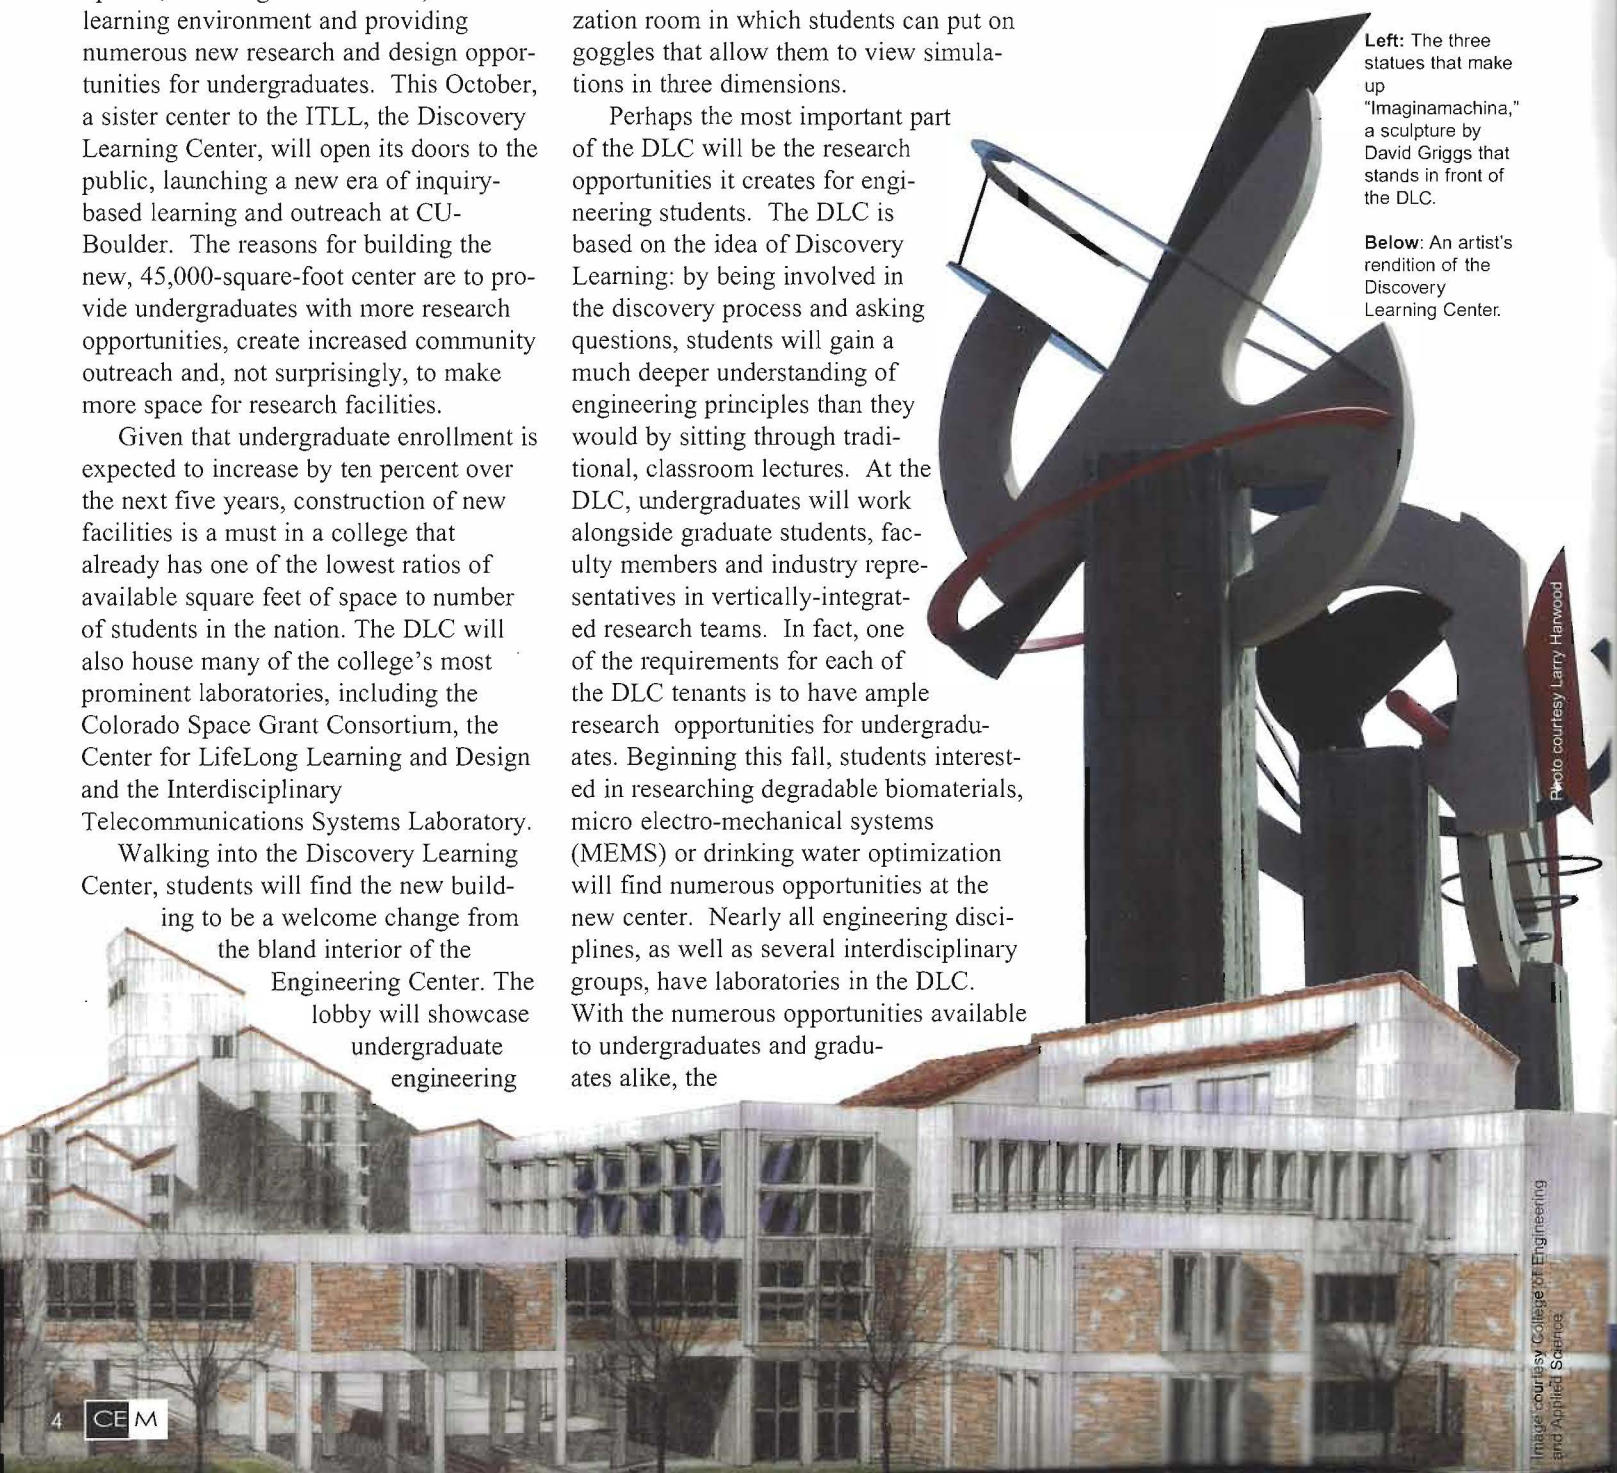 learning environment and providing
numerous new research and design oppor-
tunities for undergraduates. This October,
a sister center to the ITLL, the Discovery
Learning Center, will open its doors to the
public, launching a new era of inquiry-
based learning and outreach at CU-
Boulder. The reasons for building the
new, 45,000-square-foot center are to pro-
vide undergraduates with more research
opportunities, create increased community
outreach and, not surprisingly, to make
more space for research facilities.
Given that undergraduate enrollment is
expected to increase by ten percent over
the next five years, construction of new
facilities is a must in a college that
already has one of the lowest ratios of
available square feet of space to number
of students in the nation. The DLC will
also house many of the college's most
prominent laboratories, including the
Colorado Space Grant Consortium, the
Center for LifeLong Learning and Design
and the Interdisciplinary
Telecommunications Systems Laboratory.
Walking into the Discovery Learning
Center, students will find the new build-
ing to be a welcome change from
the bland interior of the
Engineering Center. The
lobby will showcase
undergraduate
engineering
zation room in which students can put on
goggles that allow them to view simula-
tions in three dimensions.
Perhaps the most important part
of the DLC will be the research
opportunities it creates for engi-
neering students. The DLC is
based on the idea of Discovery
Learning: by being involved in
the discovery process and asking
questions, students will gain a
much deeper understanding of
engineering principles than they
would by sitting through tradi-
tional, classroom lectures. At the
DLC, undergraduates will work
alongside graduate students, fac-
ulty members and industry repre-
sentatives in vertically-integrat-
ed research teams. In fact, one
of the requirements for each of
the DLC tenants is to have ample
research opportunities for undergradu-
ates. Beginning this fall, students interest-
ed in researching degradable biomaterials,
micro electro-mechanical systems
(MEMS) or drinking water optimization
will find numerous opportunities at the
new center. Nearly all engineering disci-
plines, as well as several interdisciplinary
groups, have laboratories in the DLC.
With the numerous opportunities available
to undergraduates and gradu-
ates alike, the
Left: The three
statues that make
up
"Imaginamachina,"
a sculpture by
David Griggs that
stands in front of
the DLC.
Below: An artist's
rendition of the
Discovery
Learning Center.
Photo courtesy Larry Harwood
Image courtesy College of Engineering
and Applied Science
4 CEM